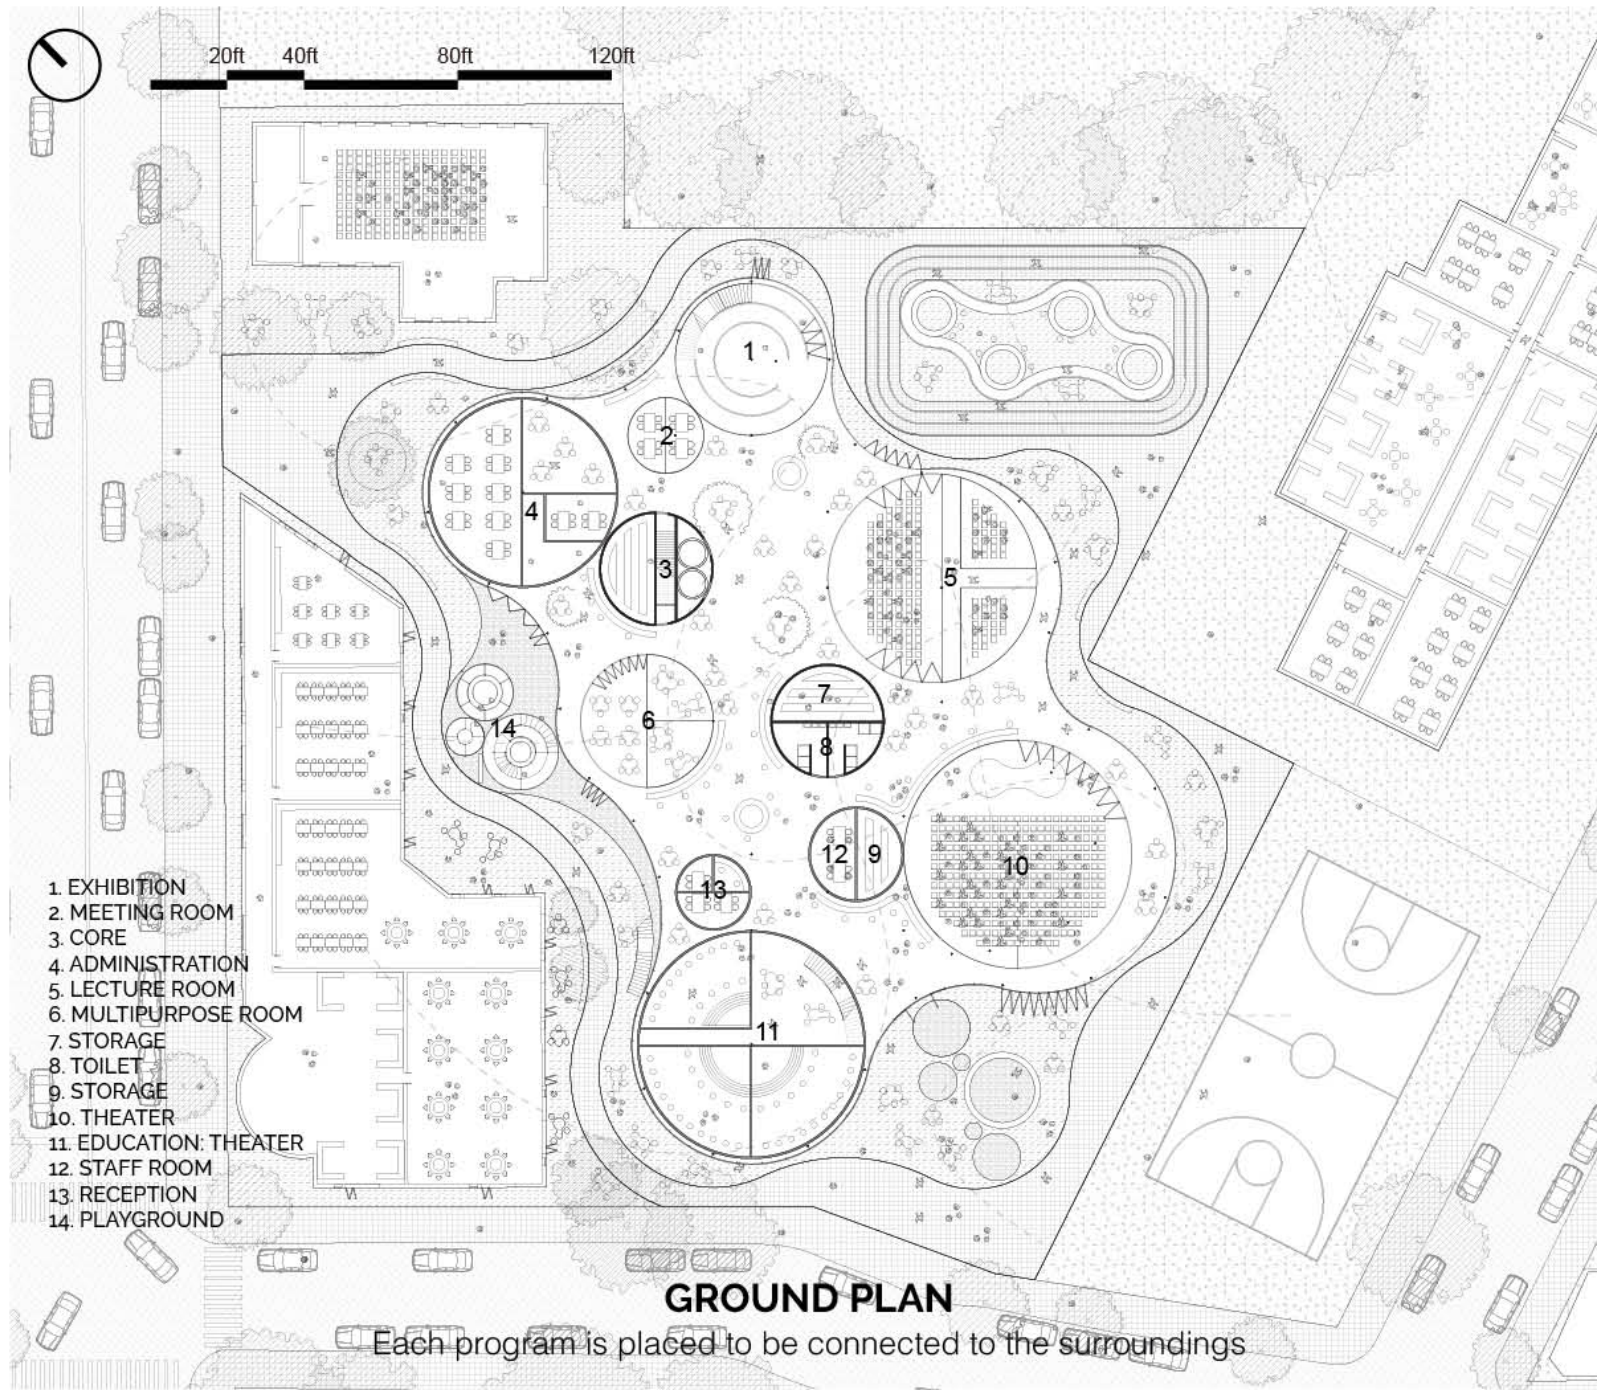 20ft 40ft 80ft 120ft
1
2
4
3
5
7
6
14
8
12 9
10
13
11
1. EXHIBITION
2. MEETING ROOM
3. CORE
4. ADMINISTRATION
5. LECTURE ROOM
6. MULTIPURPOSE ROOM
7. STORAGE
8. TOILET
9. STORAGE
10. THEATER
11. EDUCATION: THEATER
12. STAFF ROOM
13. RECEPTION
14. PLAYGROUND
GROUND PLAN
Each program is placed to be connected to the surroundings